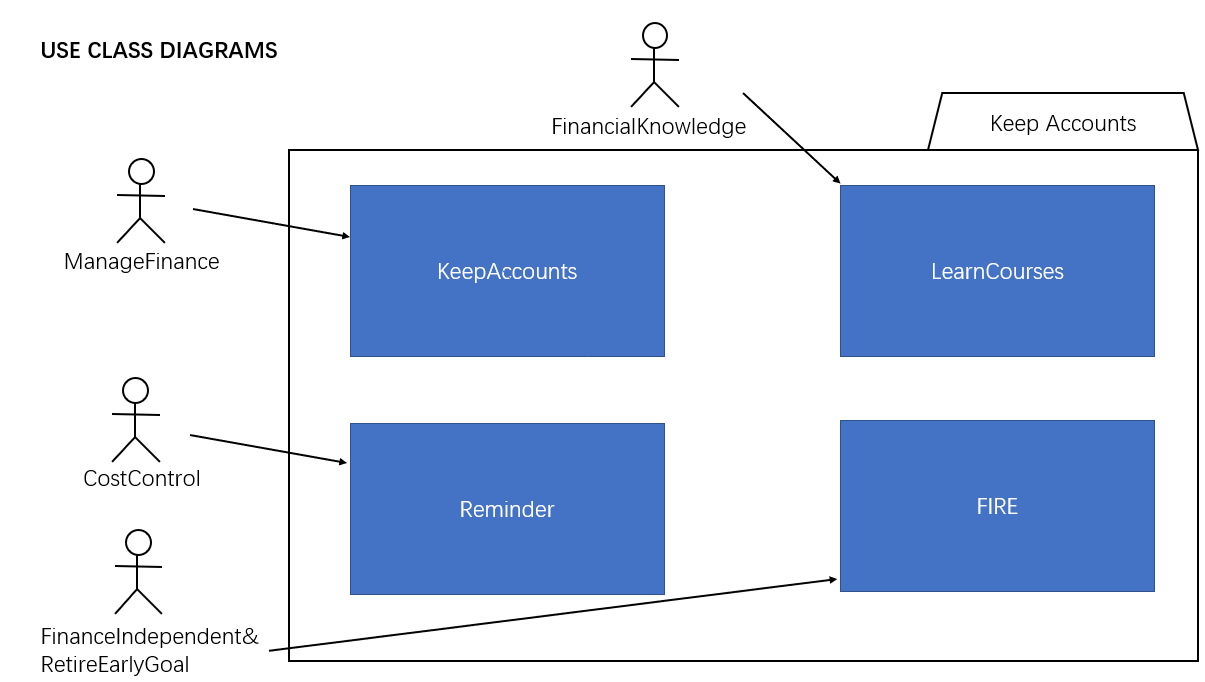 USE CLASS DIAGRAMS
FinancialKnowledge
Keep Accounts
ManageFinance
KeepAccounts
LearnCourses
CostControl
Reminder
FIRE
FinanceIndependent&
RetireEarlyGoal